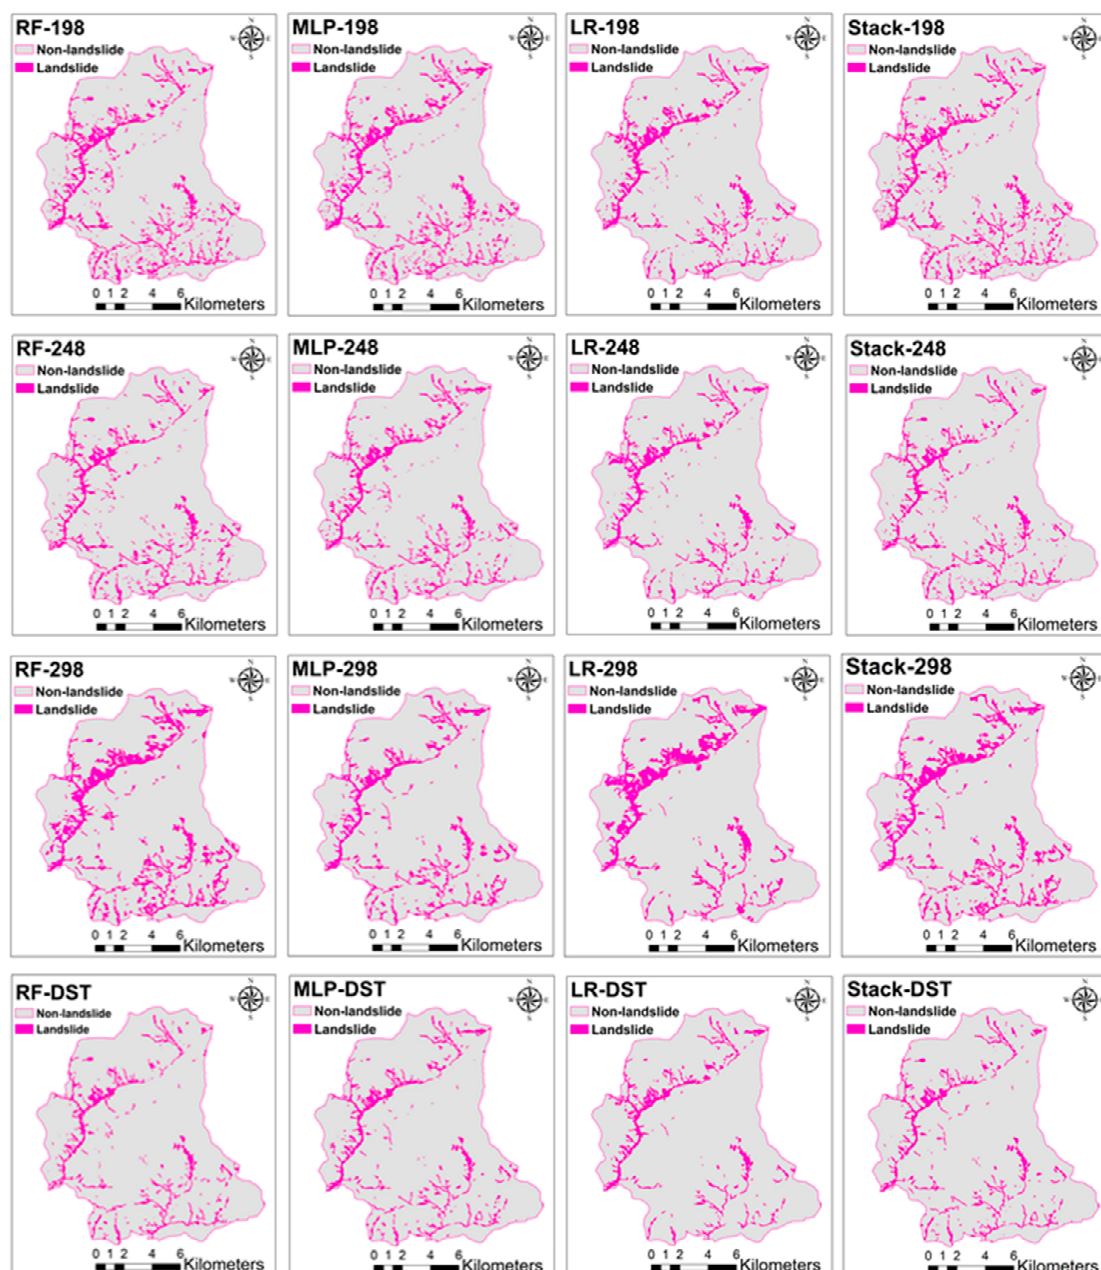 RF-198
Non-landslide
Landslide
N
W E
S
0 1 2 4 6
Kilometers
MLP-198
Non-landslide
Landslide
N
W E
S
0 1 2 4 6
Kilometers
LR-198
Non-landslide
Landslide
N
W E
S
0 1 2 4 6
Kilometers
Stack-198
Non-landslide
Landslide
N
W E
S
0 1 2 4 6
Kilometers
RF-248
Non-landslide
Landslide
N
W E
S
0 1 2 4 6
Kilometers
MLP-248
Non-landslide
Landslide
N
W E
S
0 1 2 4 6
Kilometers
LR-248
Non-landslide
Landslide
N
W E
S
0 1 2 4 6
Kilometers
Stack-248
Non-landslide
Landslide
N
W E
S
0 1 2 4 6
Kilometers
RF-298
Non-landslide
Landslide
N
W E
S
0 1 2 4 6
Kilometers
MLP-298
Non-landslide
Landslide
N
W E
S
0 1 2 4 6
Kilometers
LR-298
Non-landslide
Landslide
N
W E
S
0 1 2 4 6
Kilometers
Stack-298
Non-landslide
Landslide
N
W E
S
0 1 2 4 6
Kilometers
RF-DST
Non-landslide
Landslide
N
W E
S
0 1 2 4 6
Kilometers
MLP-DST
Non-landslide
Landslide
N
W E
S
0 1 2 4 6
Kilometers
LR-DST
Non-landslide
Landslide
N
W E
S
0 1 2 4 6
Kilometers
Stack-DST
Non-landslide
Landslide
N
W E
S
0 1 2 4 6
Kilometers